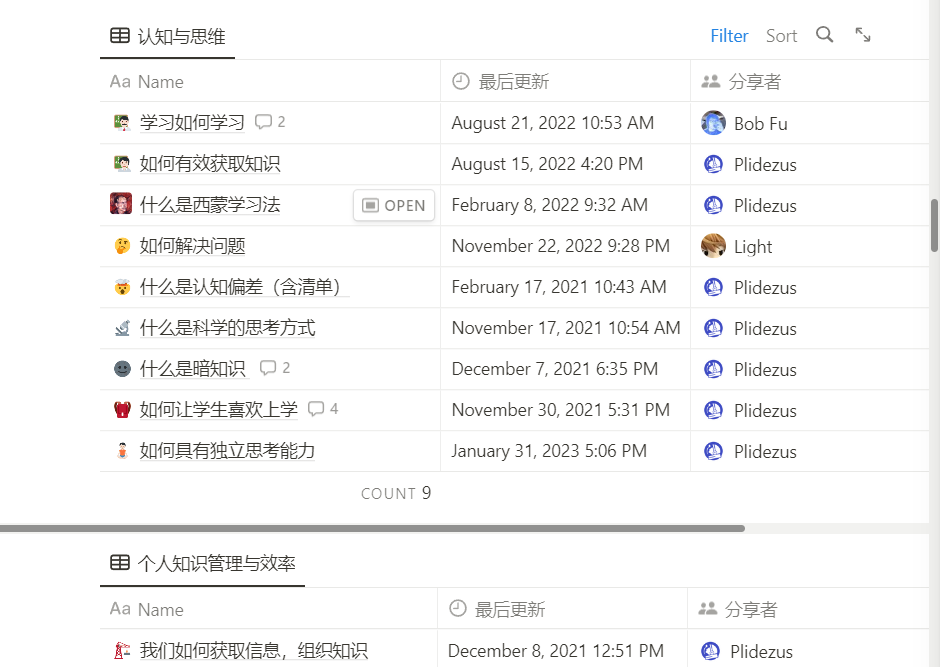 认知与思维 Filter Sort
Aa Name 最后更新 分享者
学习如何学习 2 August 21, 2022 10:53 AM Bob Fu
如何有效获取知识 August 15, 2022 4:20 PM Plidezus
什么是西蒙学习法 OPEN February 8, 2022 9:32 AM Plidezus
如何解决问题 November 22, 2022 9:28 PM Light
什么是认知偏差（含清单） February 17, 2021 10:43 AM Plidezus
什么是科学的思考方式 November 17, 2021 10:54 AM Plidezus
什么是暗知识 2 December 7, 2021 6:35 PM Plidezus
如何让学生喜欢上学 4 November 30, 2021 5:31 PM Plidezus
如何具有独立思考能力 January 31, 2023 5:06 PM Plidezus
COUNT 9
个人知识管理与效率
Aa Name 最后更新 分享者
我们如何获取信息，组织知识 December 8, 2021 12:51 PM Plidezus